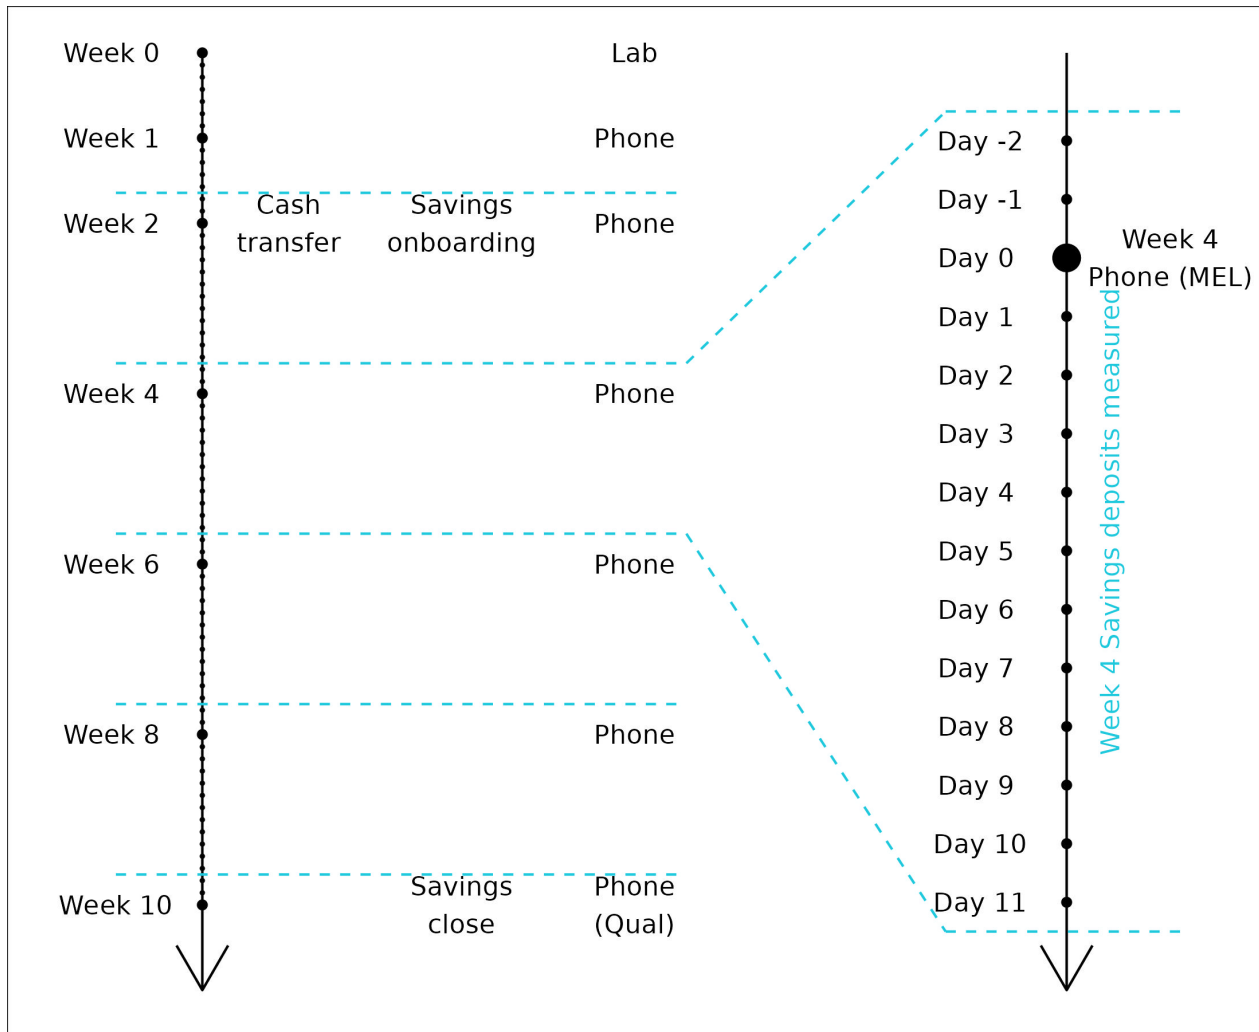 Week 0
Lab
Week 1
Phone
Week 2
Cash
transfer
Savings
onboarding
Phone
Week 4
Phone
Week 6
Phone
Week 8
Phone
Week 10
Savings
close
Phone
(Qual)
Day -2
Day -1
Day 0
Week 4
Phone (MEL)
Day 1
Day 2
Day 3
Day 4
Day 5
Day 6
Day 7
Day 8
Day 9
Day 10
Day 11
Week 4 Savings deposits measured